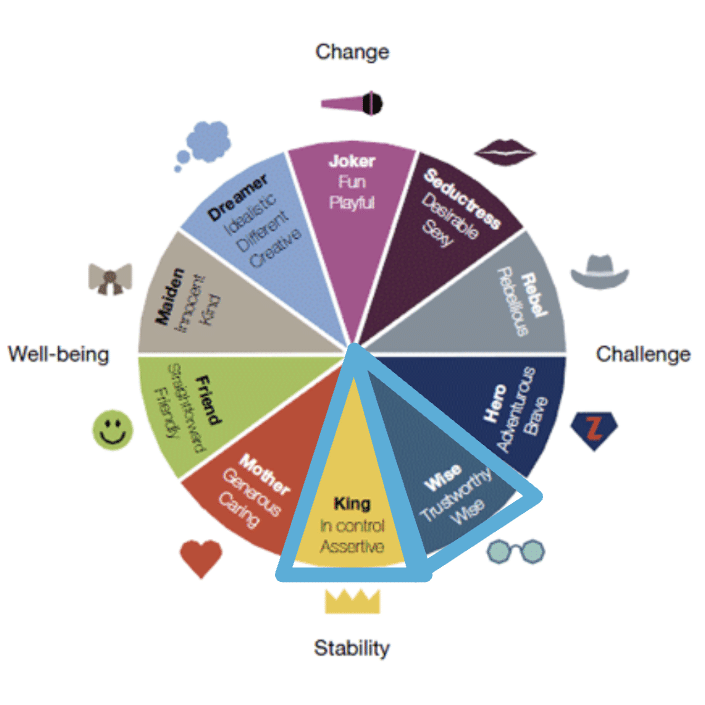 Change
Joker
Fun
Playful
Seductress
Desirable
Sexy
Rebel
Rebellious
Challenge
Hero
Adventurous
Brave
Z
Wise
Trustworthy
Wise
King
In control
Assertive
Stability
Mother
Generous
Caring
Friend
Straightforward
Friendly
Well-being
Maiden
Innocent
Kind
Dreamer
Idealistic
Different
Creative